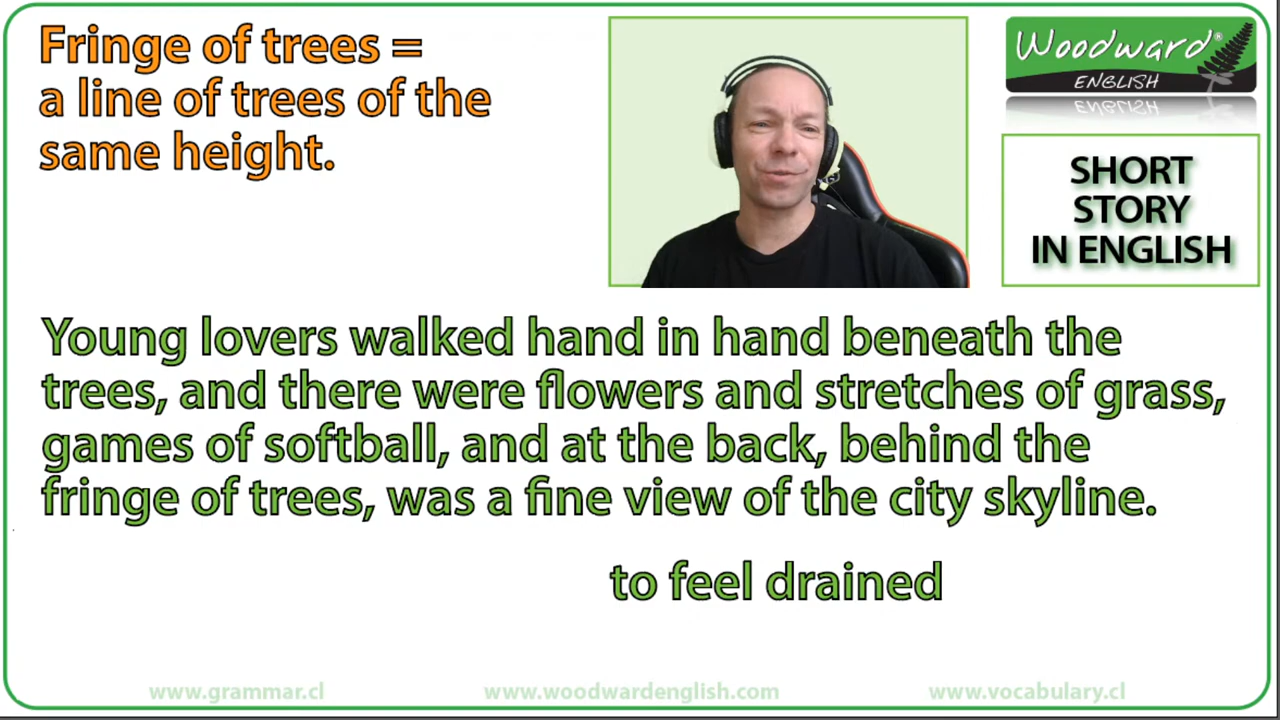 Fringe of trees =
a line of trees of the
same height.
Woodward®
ENGLISH
SHORT
STORY
IN ENGLISH
Young lovers walked hand in hand beneath the
trees, and there were flowers and stretches of grass,
games of softball, and at the back, behind the
fringe of trees, was a fine view of the city skyline.
to feel drained
www.grammar.cl
www.woodwardenglish.com
www.vocabulary.cl